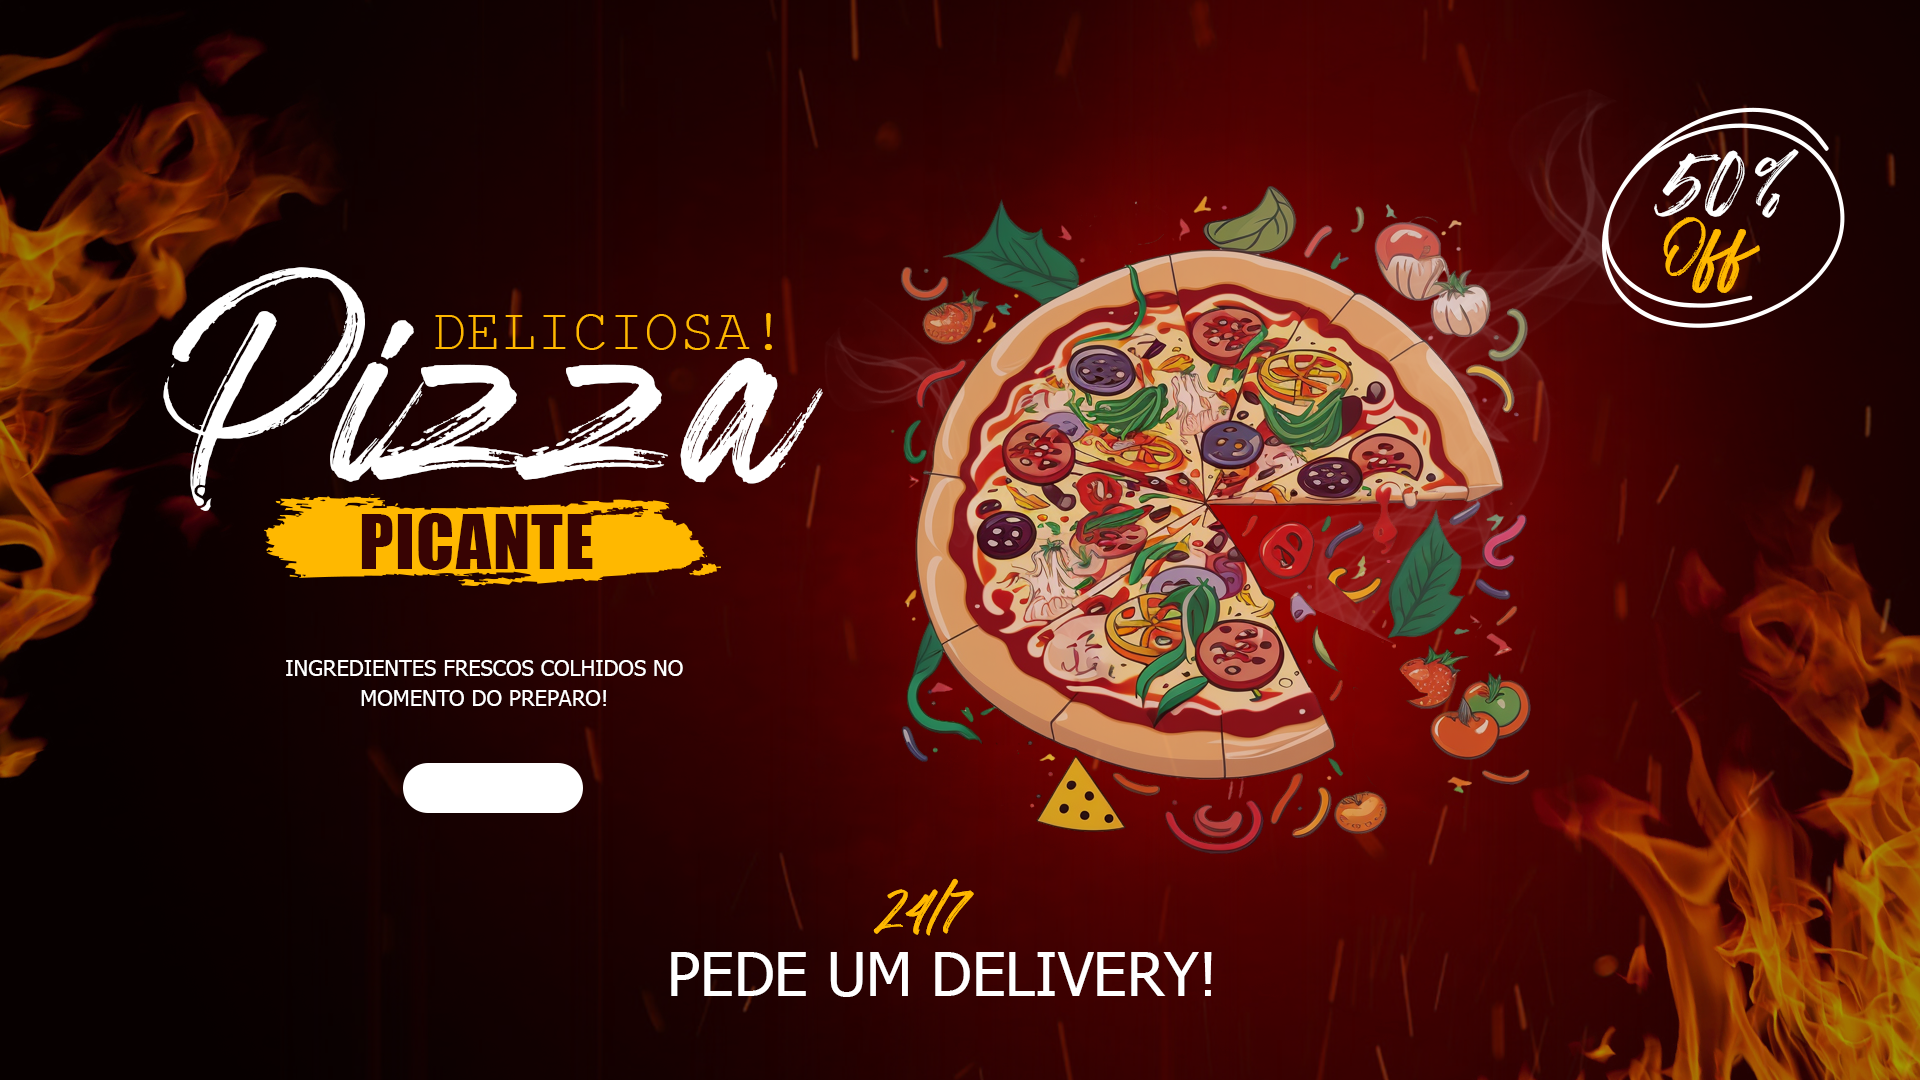 DELICIOSA!
Pizza
PICANTE
INGREDIENTES FRESCOS COLHIDOS NO
MOMENTO DO PREPARO!
50%
Off
24/7
PEDE UM DELIVERY!